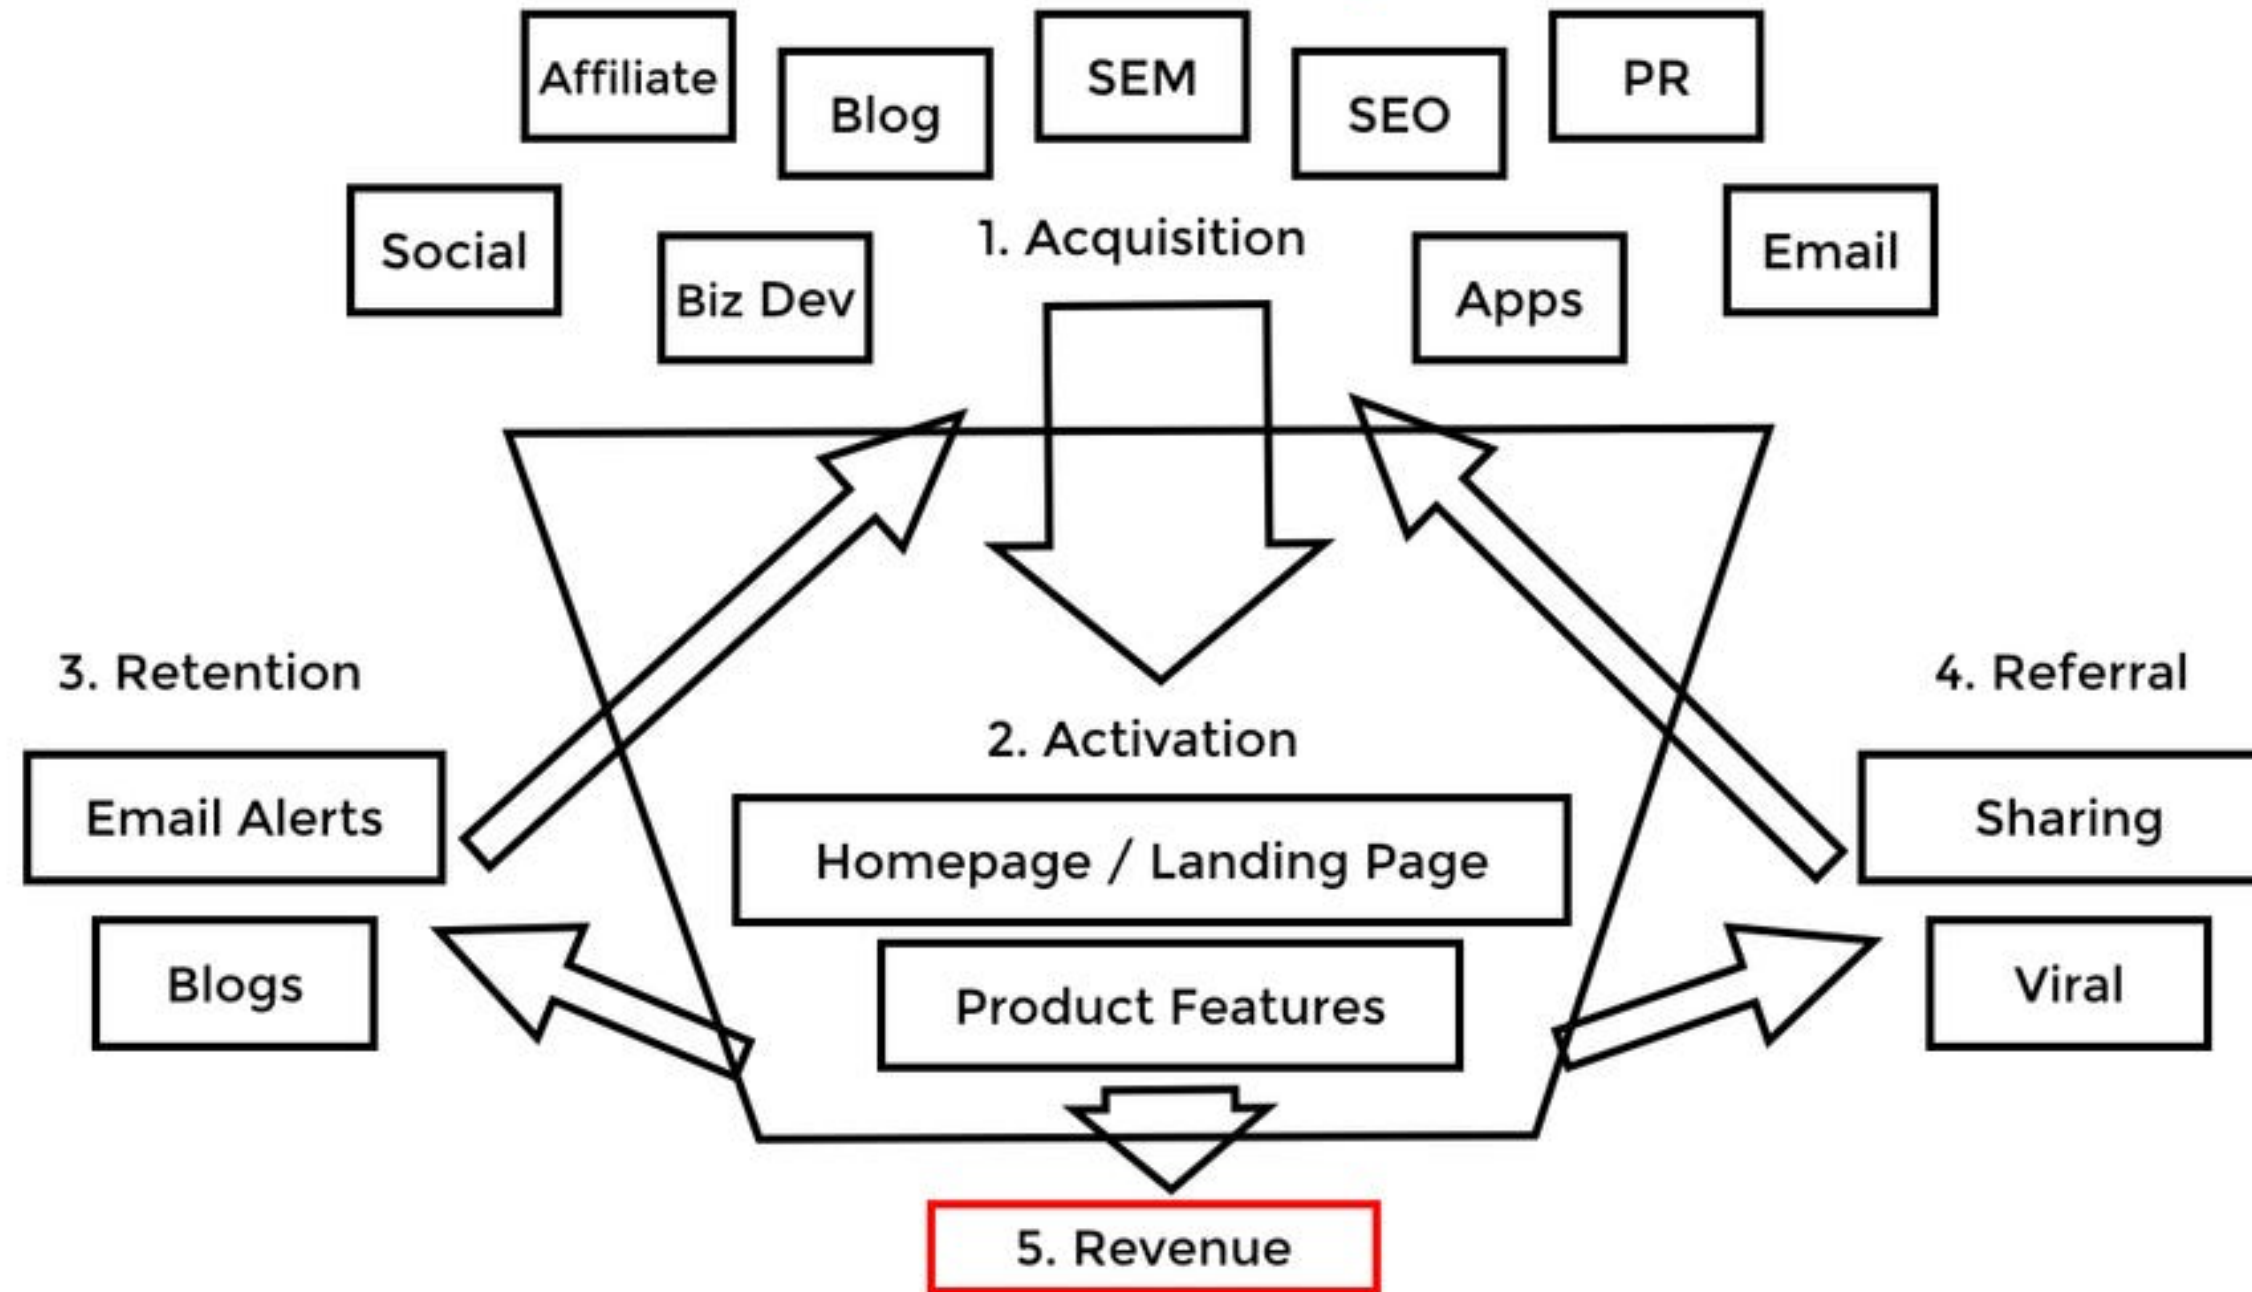 Affiliate
Blog
SEM
SEO
PR
Social
Biz Dev
1. Acquisition
Apps
Email
3. Retention
Email Alerts
Blogs
2. Activation
Homepage / Landing Page
Product Features
4. Referral
Sharing
Viral
5. Revenue